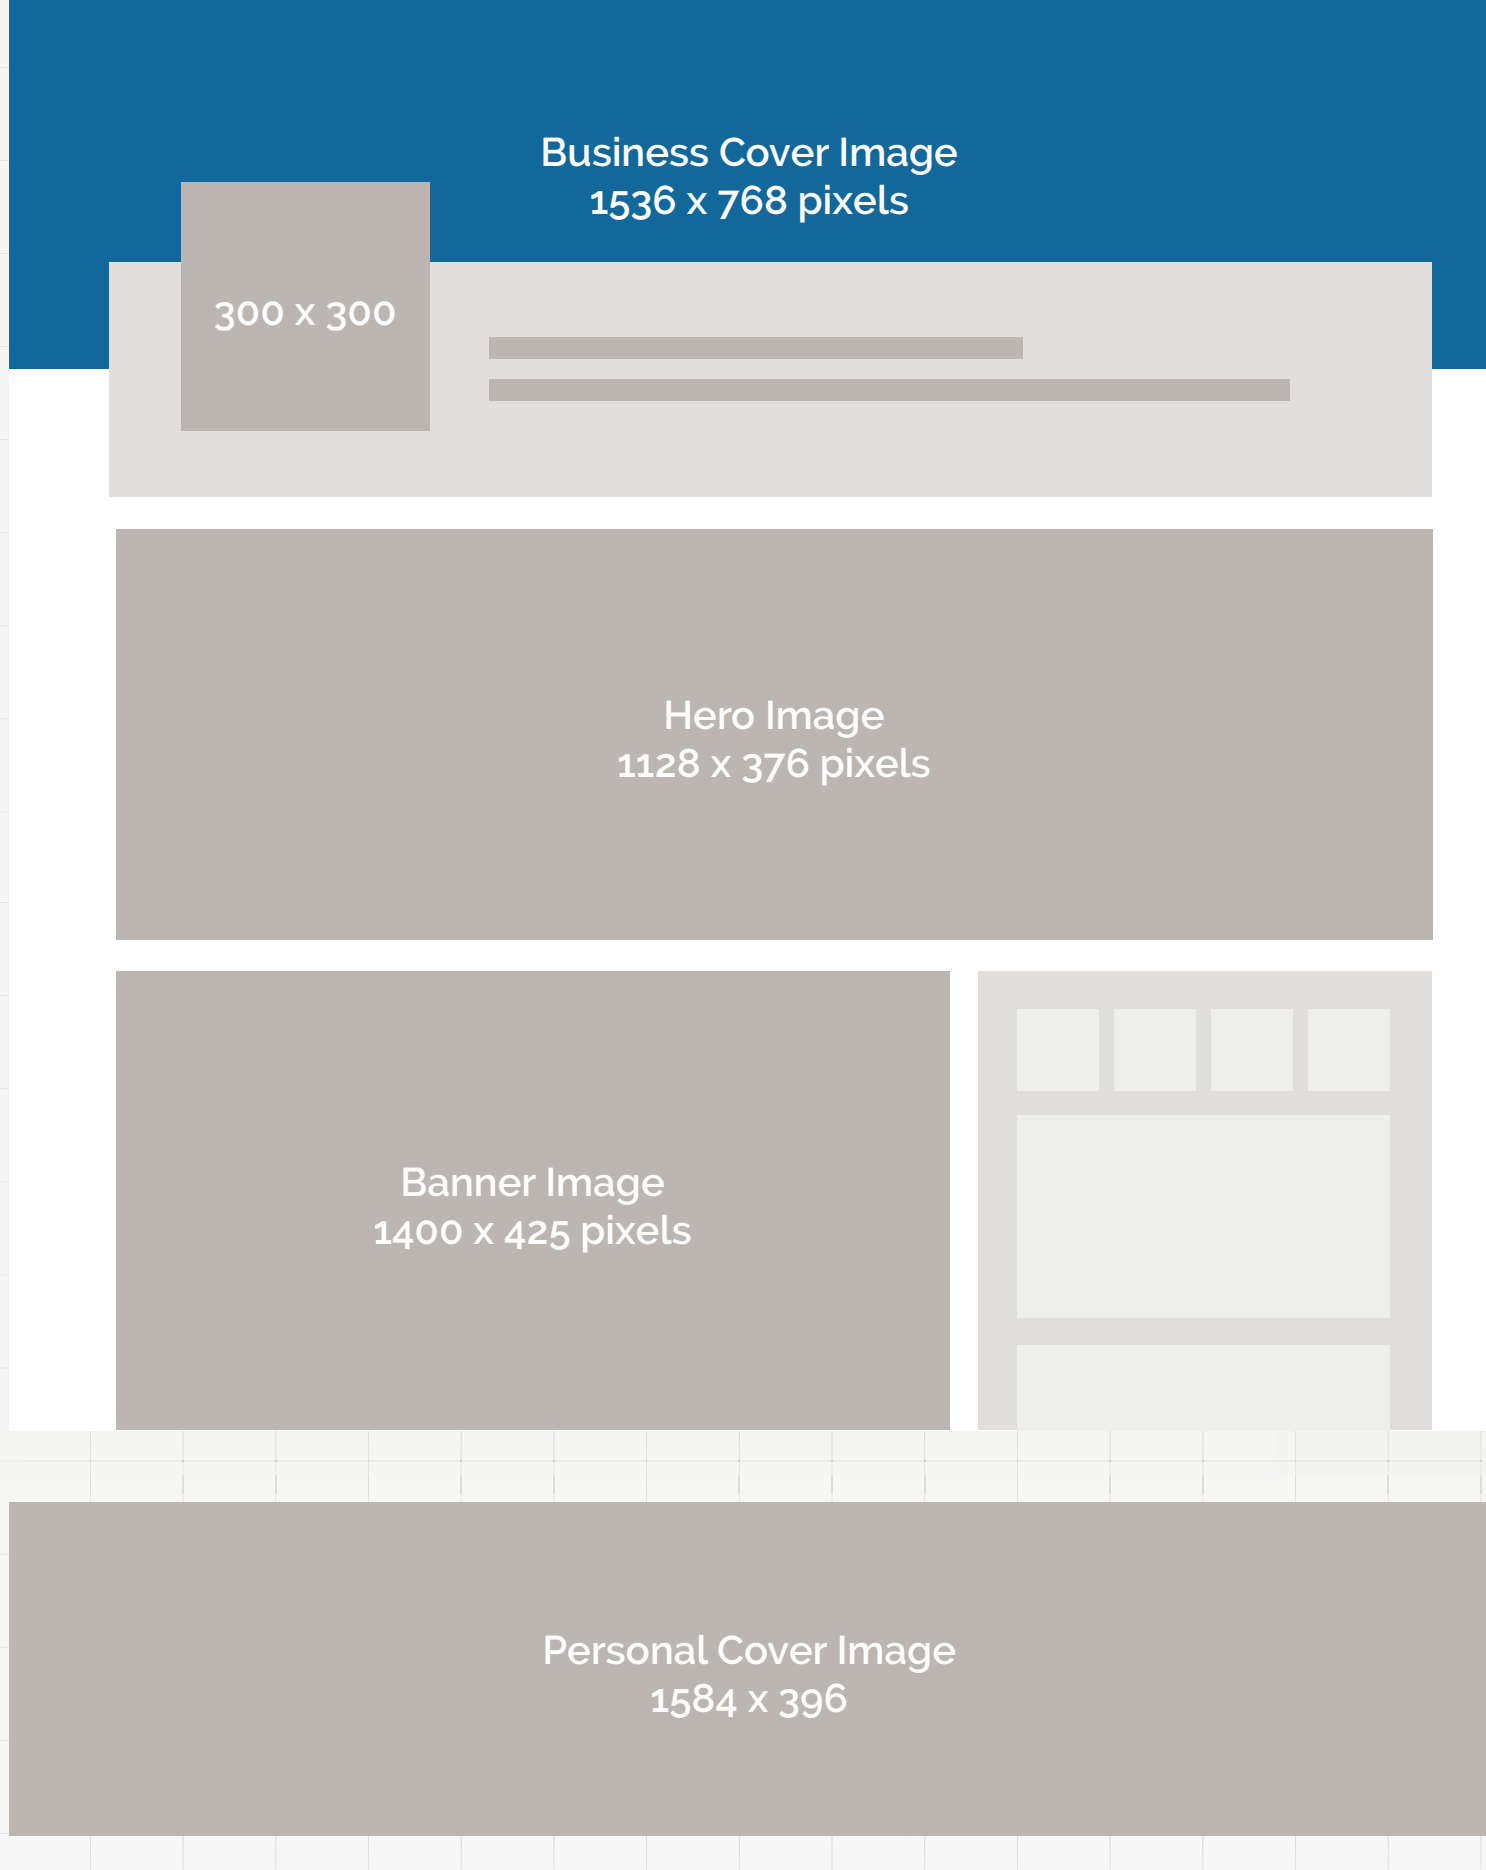 Business Cover Image
1536 x 768 pixels
300 x 300
Hero Image
1128 x 376 pixels
Banner Image
1400 x 425 pixels
Personal Cover Image
1584 x 396